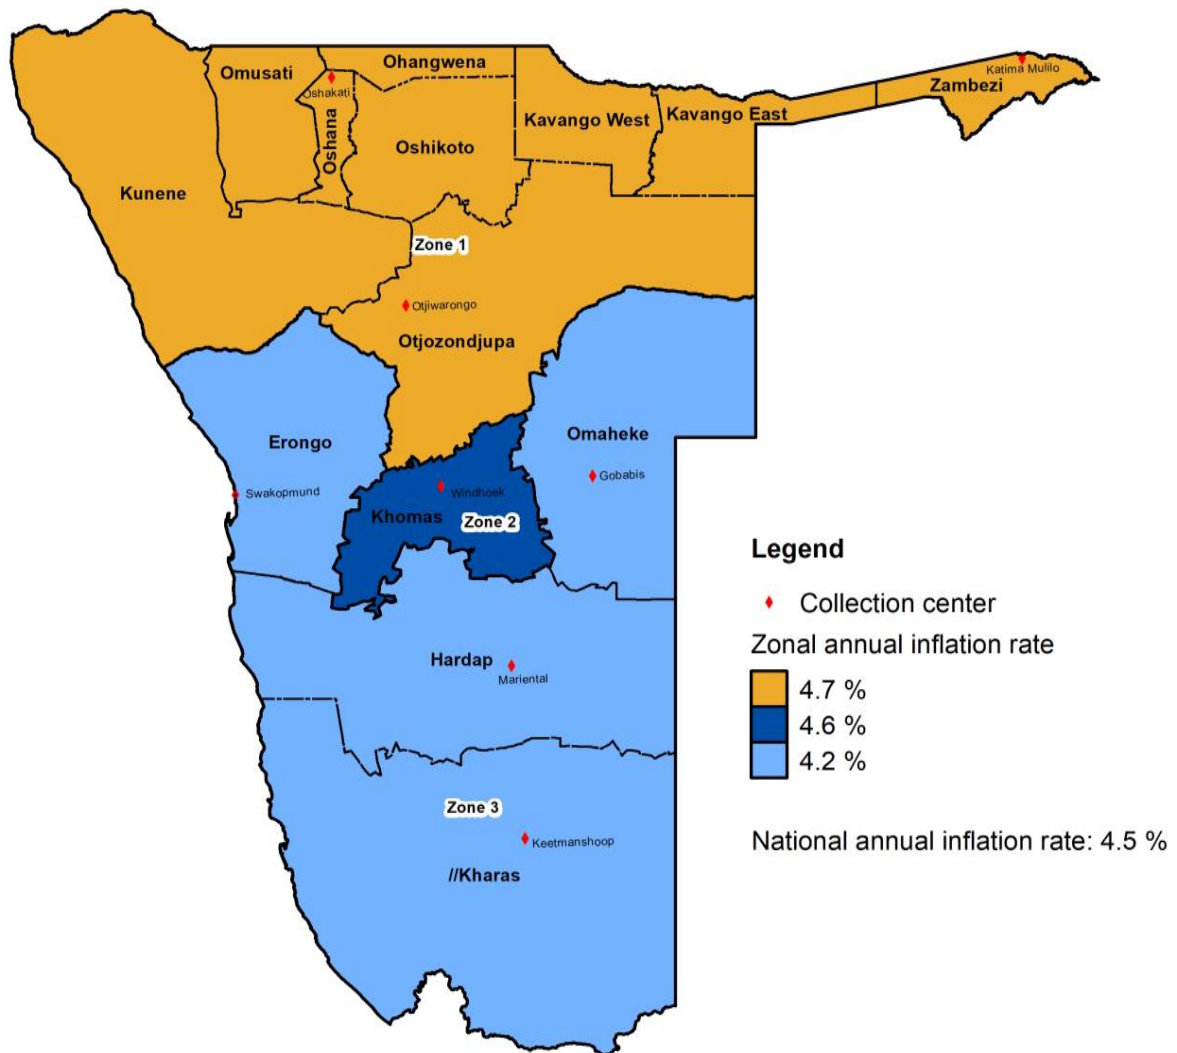 Omusati
Ohangwena
Oshakati
Katima Mulilo
Zambezi
Kavango West
Kavango East
Oshana
Oshikoto
Kunene
Zone 1
Otjiwarongo
Otjozondjupa
Erongo
Omaheke
Gobabis
Swakopmund
Windhoek
Khomas
Zone 2
Hardap
Mariental
Zone 3
Keetmanshoop
//Kharas
Legend
Collection center
Zonal annual inflation rate
4.7 %
4.6 %
4.2 %
National annual inflation rate: 4.5 %